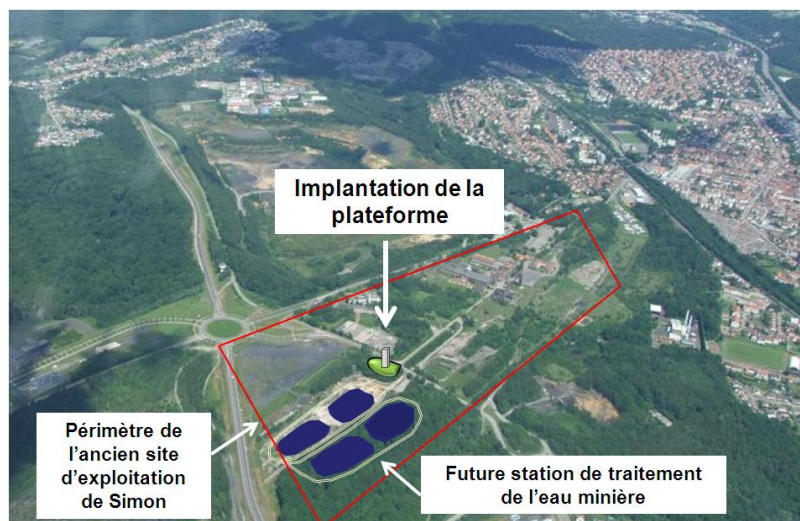 Implantation de la
plateforme
Périmètre de
l'ancien site
d'exploitation
de Simon
Future station de traitement
de l'eau minière